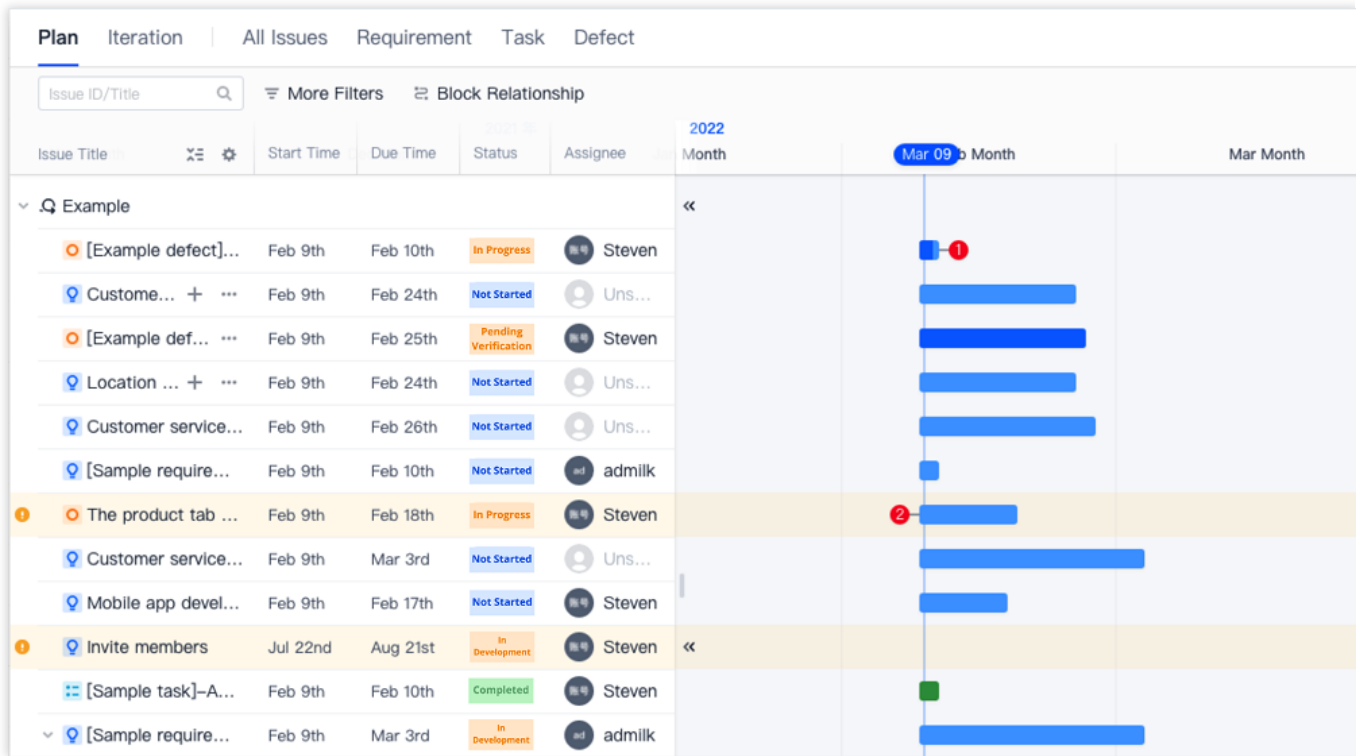 Plan Iteration All Issues Requirement Task Defect
Issue ID/Title More Filters Block Relationship
2022
Issue Title Start Time Due Time Status Assignee Month Mar 09 b Month Mar Month
Example «
[Example defect]... Feb 9th Feb 10th In Progress Steven 1
Custome... + ··· Feb 9th Feb 24th Not Started Uns...
[Example def... ··· Feb 9th Feb 25th Pending Verification Steven
Location ... + ··· Feb 9th Feb 24th Not Started Uns...
Customer service... Feb 9th Feb 26th Not Started Uns...
[Sample require... Feb 9th Feb 10th Not Started ad admilk
The product tab ... Feb 9th Feb 18th In Progress Steven 2
Customer service... Feb 9th Mar 3rd Not Started Uns...
Mobile app devel... Feb 9th Feb 17th Not Started Steven
Invite members Jul 22nd Aug 21st In Development Steven «
[Sample task]–A... Feb 9th Feb 10th Completed Steven
[Sample require... Feb 9th Mar 3rd In Development ad admilk